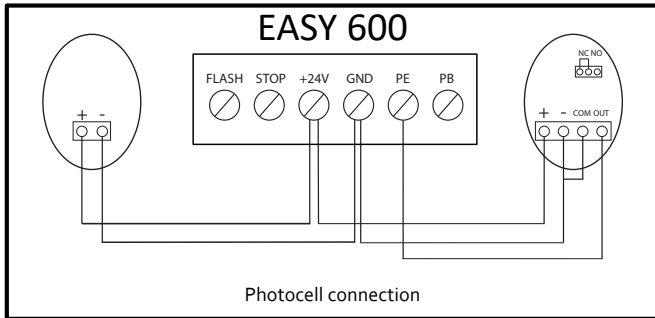 EASY 600
FLASH STOP +24V GND PE PB
NC NO
+ -
+ - COM OUT
Photocell connection